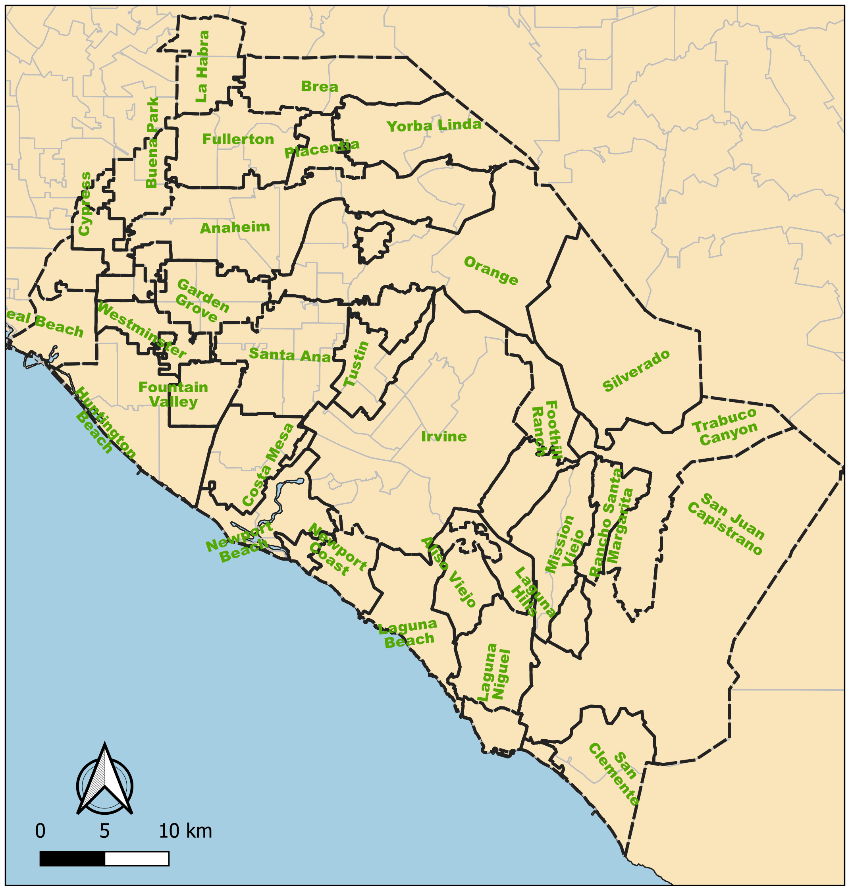 La Habra
Brea
Buena Park
Yorba Linda
Fullerton
Placentia
Cypress
Anaheim
Orange
Garden
Grove
eal Beach
Westminster
Santa Ana
Tustin
Silverado
Fountain
Valley
Huntington
Beach
Foothill
Ranch
Trabuco
Canyon
Irvine
Costa Mesa
Rancho Santa
Margarita
San Juan
Capistrano
Mission
Viejo
Newport
Beach
Newport
Coast
Aliso Viejo
Laguna
Hills
Laguna
Beach
Laguna
Niguel
San
Clemente
0 5 10 km